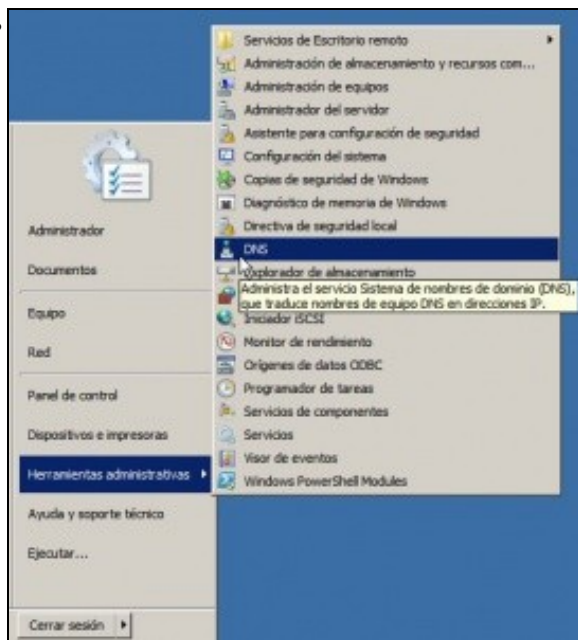 Servicios de Escritorio remoto
Administración de almacenamiento y recursos com...
Administración de equipos
Administrador del servidor
Asistente para configuración de seguridad
Configuración del sistema
Copias de seguridad de Windows
Diagnóstico de memoria de Windows
Directiva de seguridad local
DNS
Explorador de almacenamiento
Administra el servicio Sistema de nombres de dominio (DNS),
que traduce nombres de equipo DNS en direcciones IP.
Iniciador iSCSI
Monitor de rendimiento
Orígenes de datos ODBC
Programador de tareas
Servicios de componentes
Servicios
Visor de eventos
Windows PowerShell Modules
Administrador
Documentos
Equipo
Red
Panel de control
Dispositivos e impresoras
Herramientas administrativas
Ayuda y soporte técnico
Ejecutar...
Cerrar sesión